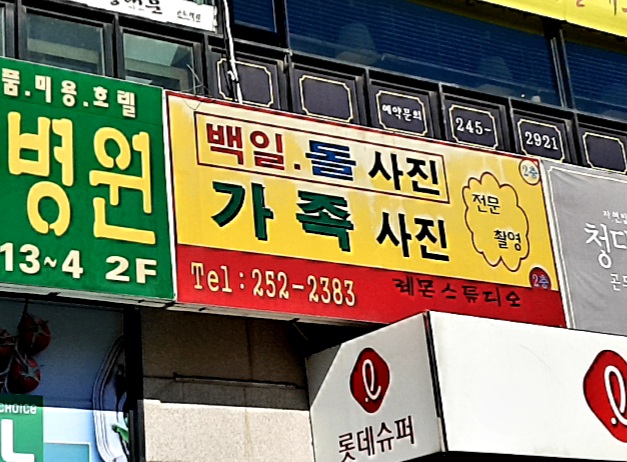 품.미용.호텔
병원
13~4 2F
예약문의
245-
2921
백일.돌 사진
2층
가족 사진
전문
촬영
Tel:252-2383
레몬스튜디오
2층
청
롯데슈퍼
CHOICE